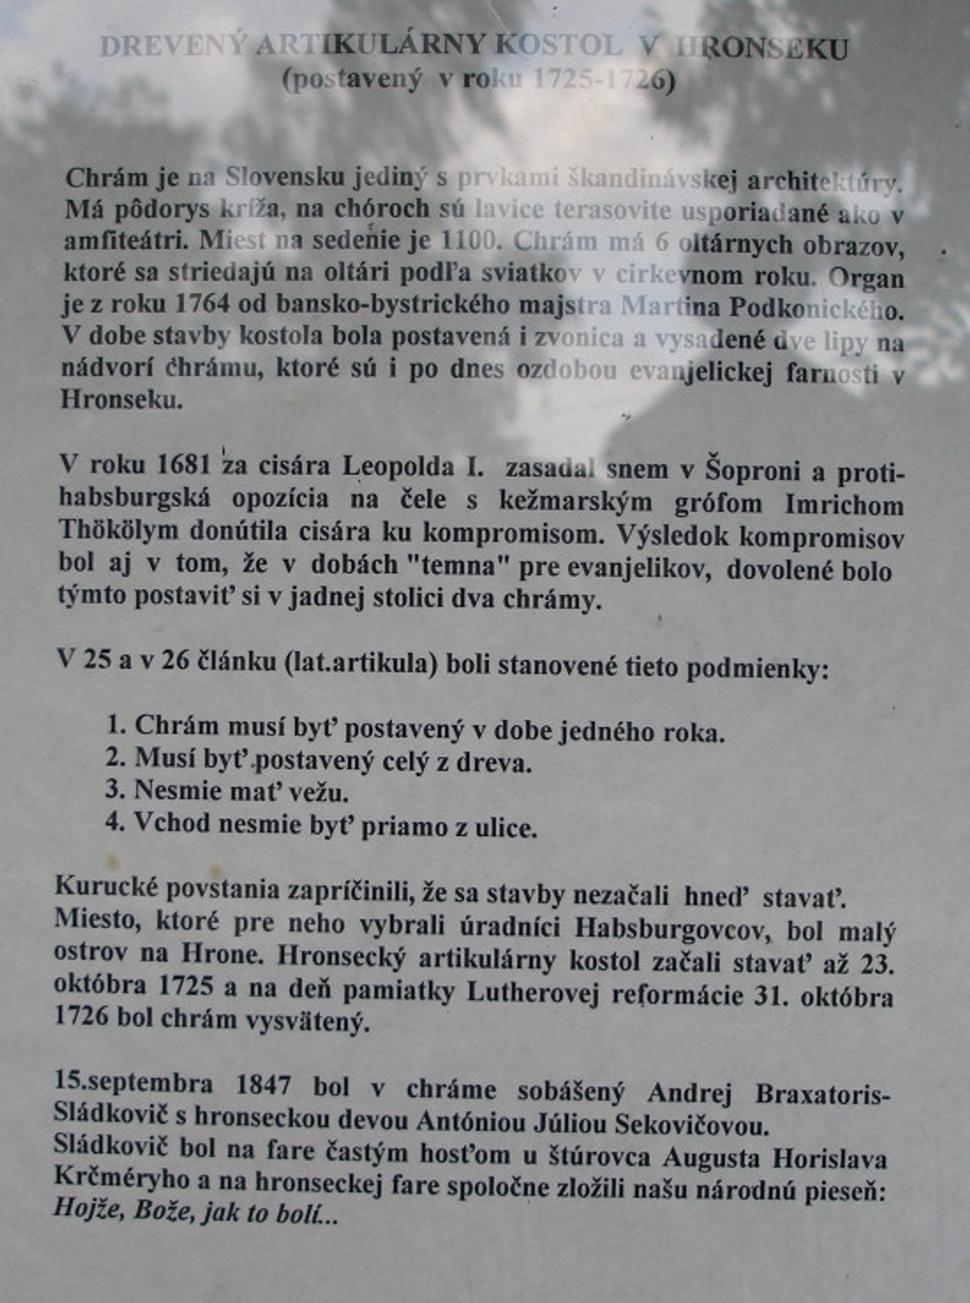 DREVENÝ ARTIKULÁRNY KOSTOL V HRONSEKU
(postavený v roku 1725-1726)
Chrám je na Slovensku jediný s prvkami škandinávskej architektúry.
Má pôdorys kríža, na chóroch sú lavice terasovite usporiadané ako v
amfiteátri. Miest na sedenie je 1100. Chrám má 6 oltárnych obrazov,
ktoré sa striedajú na oltári podľa sviatkov v cirkevnom roku. Organ
je z roku 1764 od bansko-bystrického majstra Martina Podkonického.
V dobe stavby kostola bola postavená i zvonica a vysadené dve lipy na
nádvorí chrámu, ktoré sú i po dnes ozdobou evanjelickej farnosti v
Hronseku.
V roku 1681 za cisára Leopolda I. zasadal snem v Šoproni a proti-
habsburgská opozícia na čele s kežmarským grófom Imrichom
Thökölym donútila cisára ku kompromisom. Výsledok kompromisov
bol aj v tom, že v dobách "temna" pre evanjelikov, dovolené bolo
týmto postaviť si v jadnej stolici dva chrámy.
V 25 a v 26 článku (lat.artikula) boli stanovené tieto podmienky:
1. Chrám musí byť postavený v dobe jedného roka.
2. Musí byť postavený celý z dreva.
3. Nesmie mať vežu.
4. Vchod nesmie byť priamo z ulice.
Kurucké povstania zapríčinili, že sa stavby nezačali hneď stavať.
Miesto, ktoré pre neho vybrali úradníci Habsburgovcov, bol malý
ostrov na Hrone. Hronsecký artikulárny kostol začali stavať až 23.
októbra 1725 a na deň pamiatky Lutherovej reformácie 31. októbra
1726 bol chrám vysvätený.
15.septembra 1847 bol v chráme sobášený Andrej Braxatoris-
Sládkovič s hronseckou devou Antóniou Júliou Sekovičovou.
Sládkovič bol na fare častým hosťom u štúrovca Augusta Horislava
Krčméryho a na hronseckej fare spoločne zložili našu národnú pieseň:
Hojže, Bože, jak to bolí...